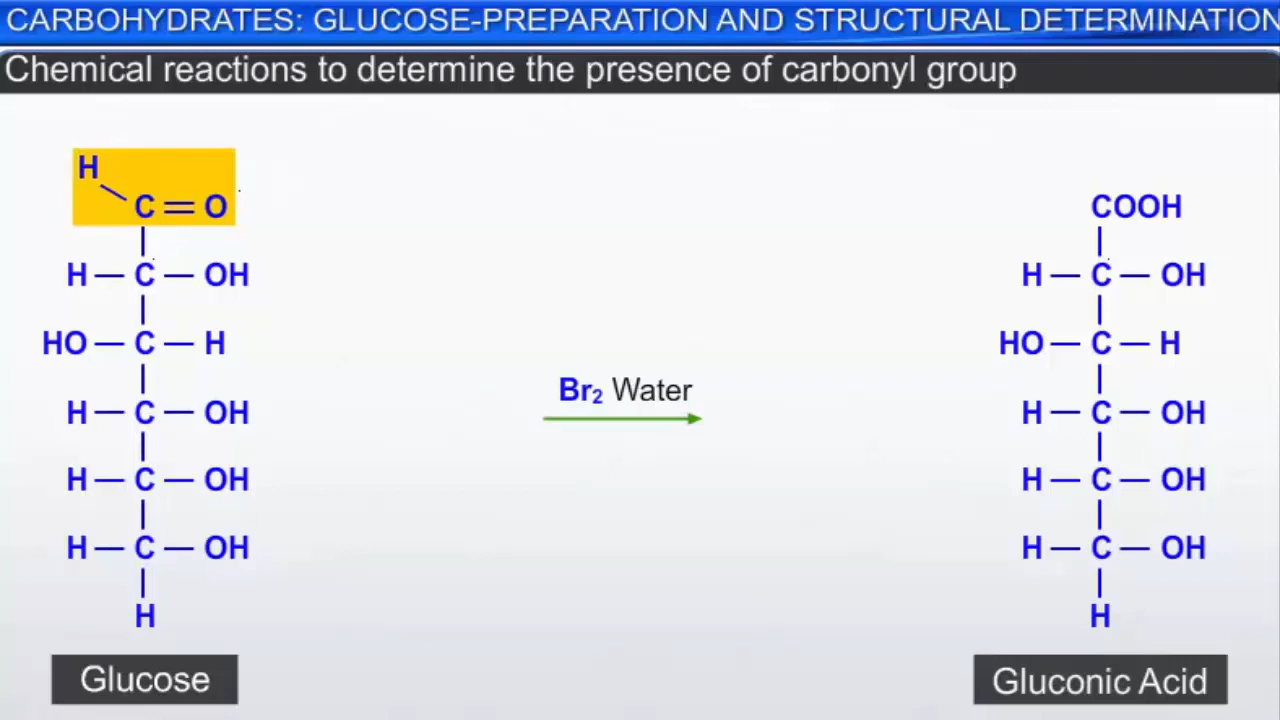 CARBOHYDRATES: GLUCOSE-PREPARATION AND STRUCTURAL DETERMINATION
Chemical reactions to determine the presence of carbonyl group
H
C=O
H—C—OH
HO—C—H
H—C—OH
H—C—OH
H—C—OH
H
Glucose
Br₂ Water
COOH
H—C—OH
HO—C—H
H—C—OH
H—C—OH
H—C—OH
H
Gluconic Acid